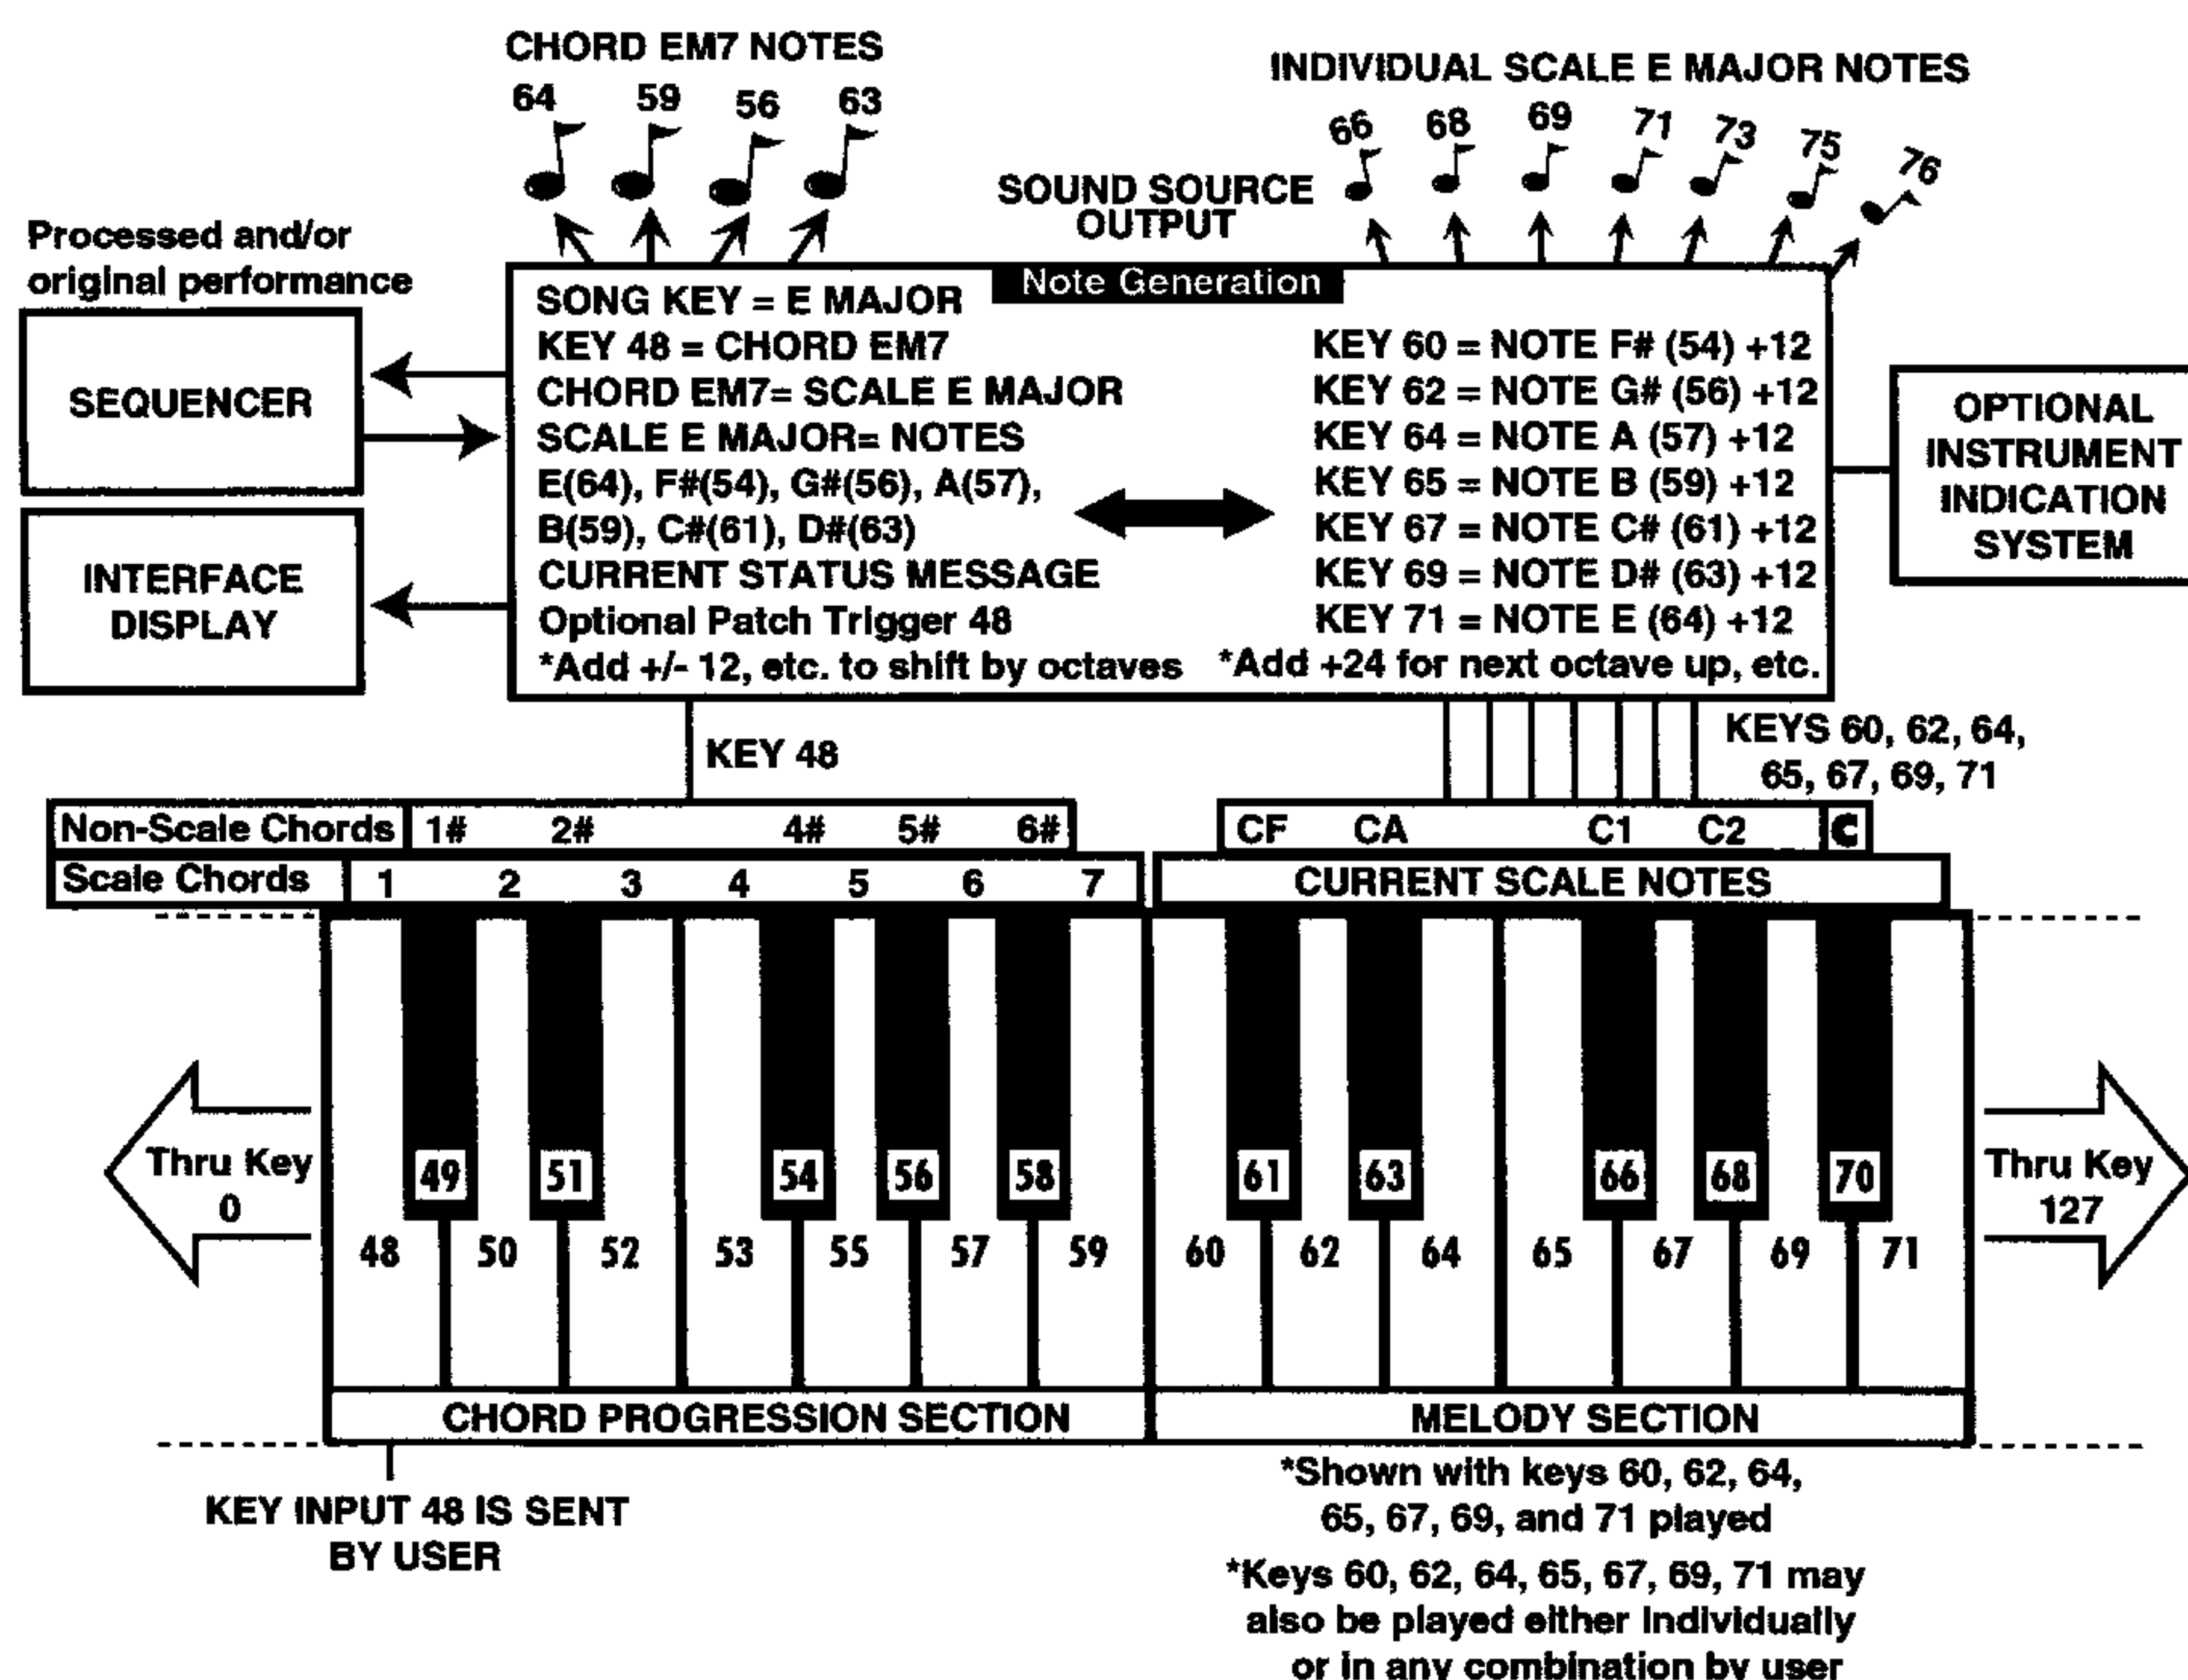 CHORD EM7 NOTES
64 59 56 63
INDIVIDUAL SCALE E MAJOR NOTES
66 68 69 71 73 75 76
SOUND SOURCE
OUTPUT
Processed and/or
original performance
SEQUENCER
INTERFACE
DISPLAY
Note Generation
SONG KEY = E MAJOR
KEY 48 = CHORD EM7
CHORD EM7= SCALE E MAJOR
SCALE E MAJOR= NOTES
E(64), F#(54), G#(56), A(57),
B(59), C#(61), D#(63)
CURRENT STATUS MESSAGE
Optional Patch Trigger 48
*Add +/- 12, etc. to shift by octaves
KEY 60 = NOTE F# (54) +12
KEY 62 = NOTE G# (56) +12
KEY 64 = NOTE A (57) +12
KEY 65 = NOTE B (59) +12
KEY 67 = NOTE C# (61) +12
KEY 69 = NOTE D# (63) +12
KEY 71 = NOTE E (64) +12
*Add +24 for next octave up, etc.
OPTIONAL
INSTRUMENT
INDICATION
SYSTEM
KEY 48
KEYS 60, 62, 64,
65, 67, 69, 71
Non-Scale Chords 1# 2# 4# 5# 6#
CF CA C1 C2 C
Scale Chords 1 2 3 4 5 6 7
CURRENT SCALE NOTES
Thru Key
0
49 51 54 56 58 61 63 66 68 70
48 50 52 53 55 57 59 60 62 64 65 67 69 71
Thru Key
127
CHORD PROGRESSION SECTION
MELODY SECTION
KEY INPUT 48 IS SENT
BY USER
*Shown with keys 60, 62, 64,
65, 67, 69, and 71 played
*Keys 60, 62, 64, 65, 67, 69, 71 may
also be played either individually
or in any combination by user